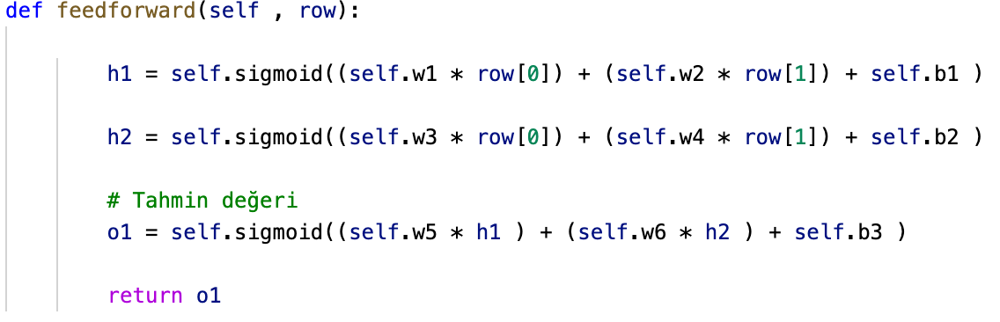 def feedforward(self , row):
h1 = self.sigmoid((self.w1 * row[0]) + (self.w2 * row[1]) + self.b1 )
h2 = self.sigmoid((self.w3 * row[0]) + (self.w4 * row[1]) + self.b2 )
# Tahmin değeri
o1 = self.sigmoid((self.w5 * h1 ) + (self.w6 * h2 ) + self.b3 )
return o1